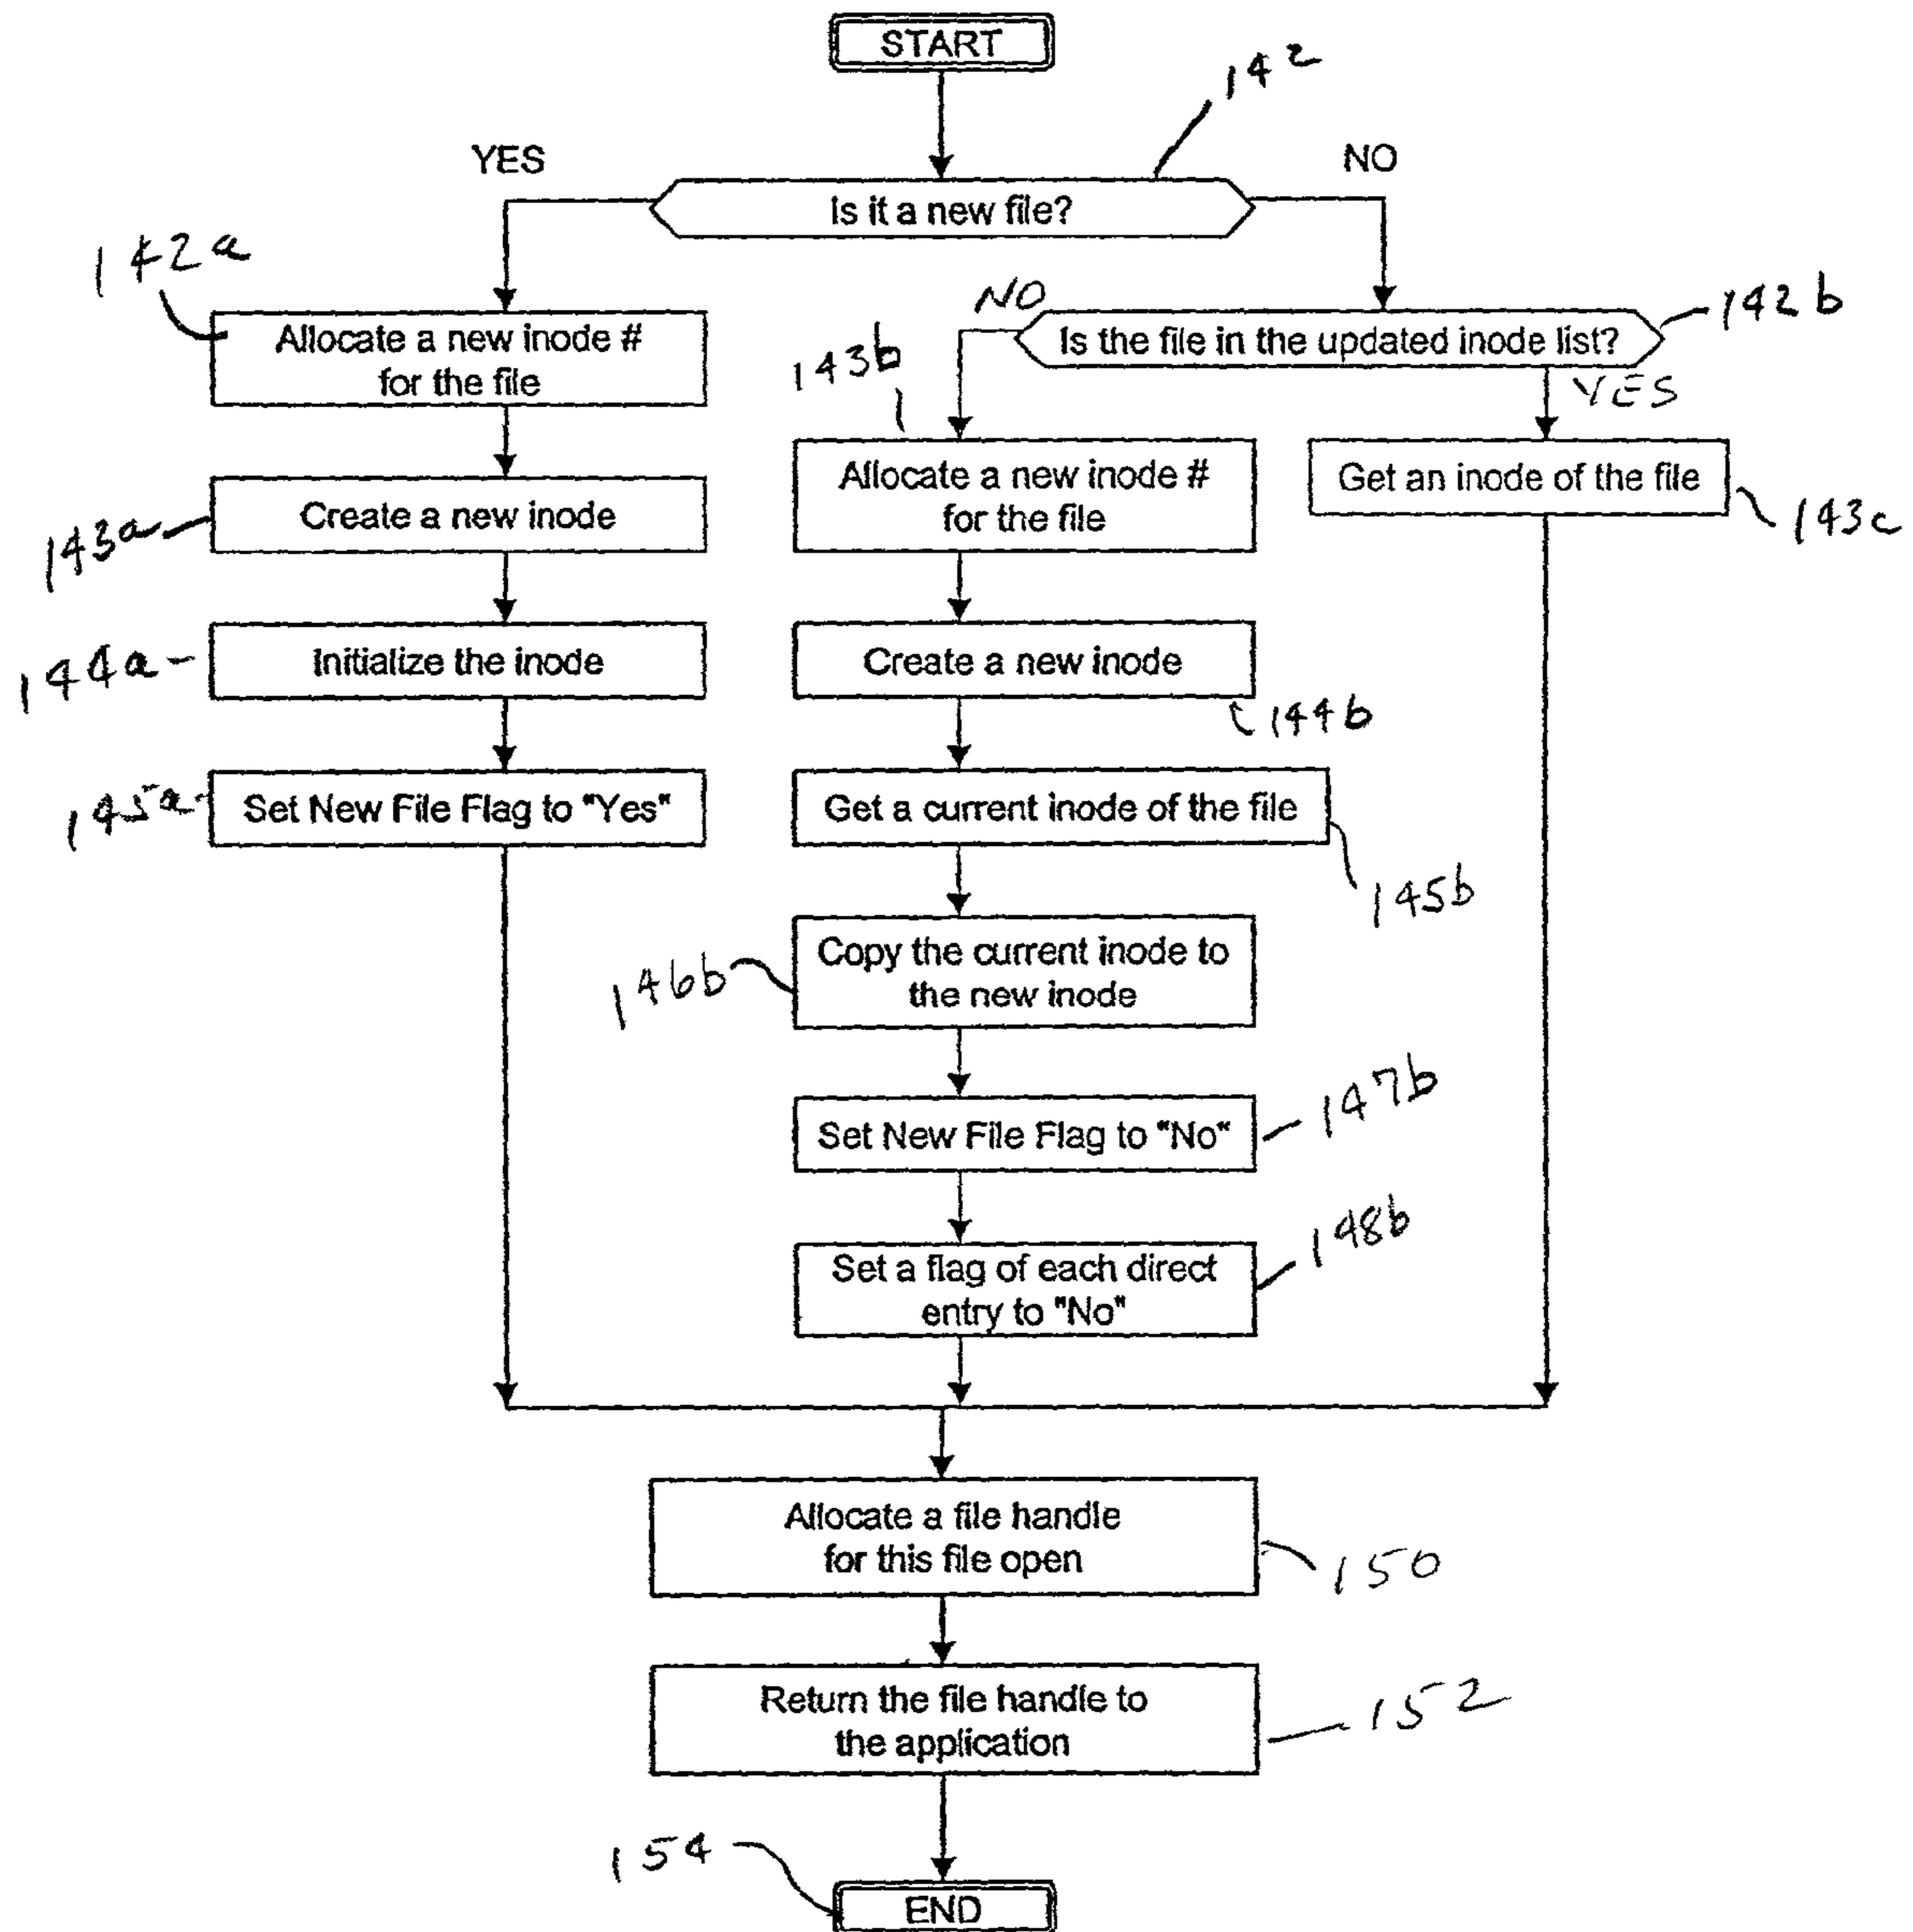 START
142
YES
NO
Is it a new file?
142a
NO
142b
Allocate a new inode #
for the file
Is the file in the updated inode list?
143b
YES
Allocate a new inode #
for the file
Get an inode of the file
143a
Create a new inode
143c
144a
Initialize the inode
Create a new inode
144b
145a
Set New File Flag to "Yes"
Get a current inode of the file
145b
146b
Copy the current inode to
the new inode
Set New File Flag to "No"
147b
148b
Set a flag of each direct
entry to "No"
Allocate a file handle
for this file open
150
Return the file handle to
the application
152
154
END